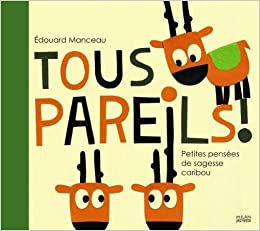 Édouard Manceau
TOUS
PAREiLS!
Petites pensées
de sagesse
caribou
MILAN
jeunesse